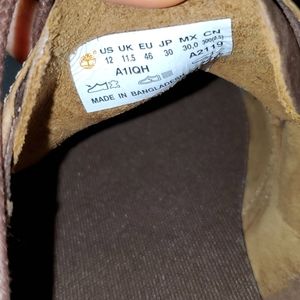 US UK EU JP MX CN
12 11.5 46 30 30.0
A1IQH A2119
MADE IN BANGLADESH